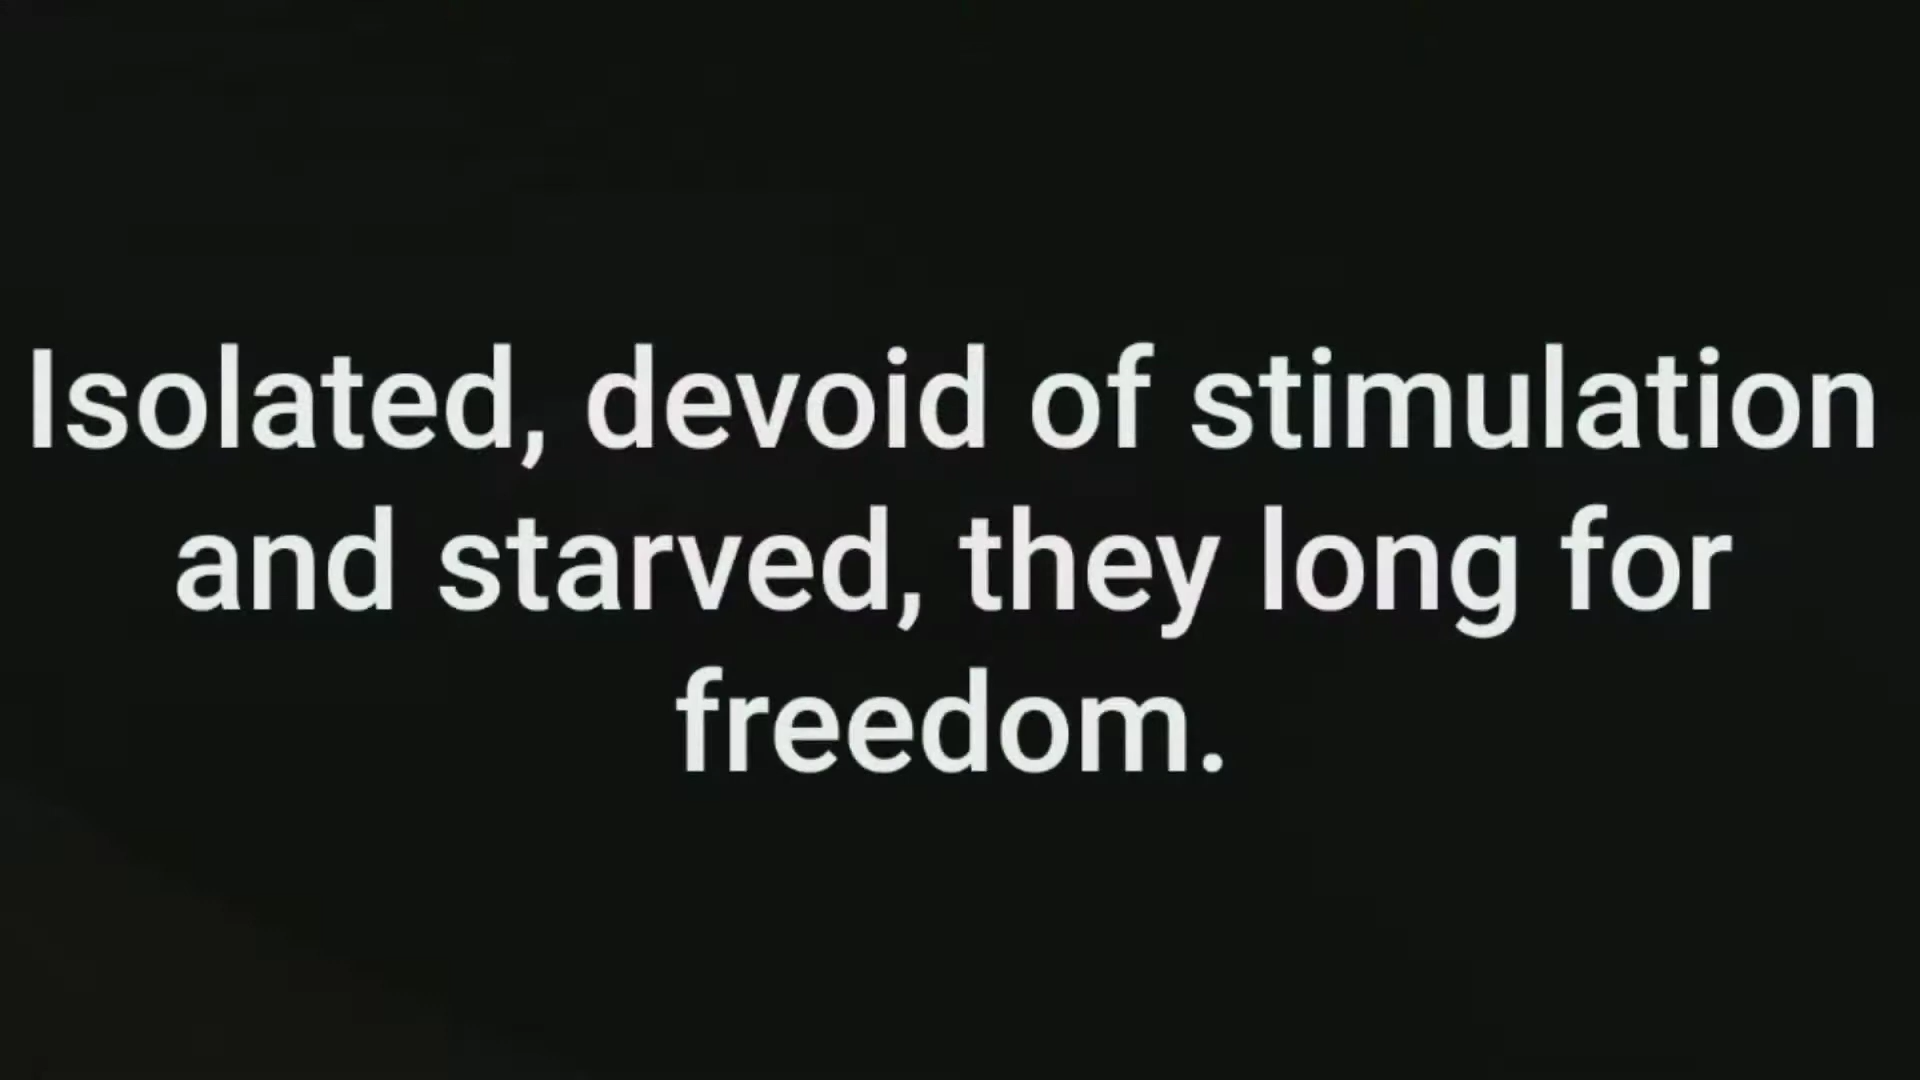 Isolated, devoid of stimulation
and starved, they long for
freedom.